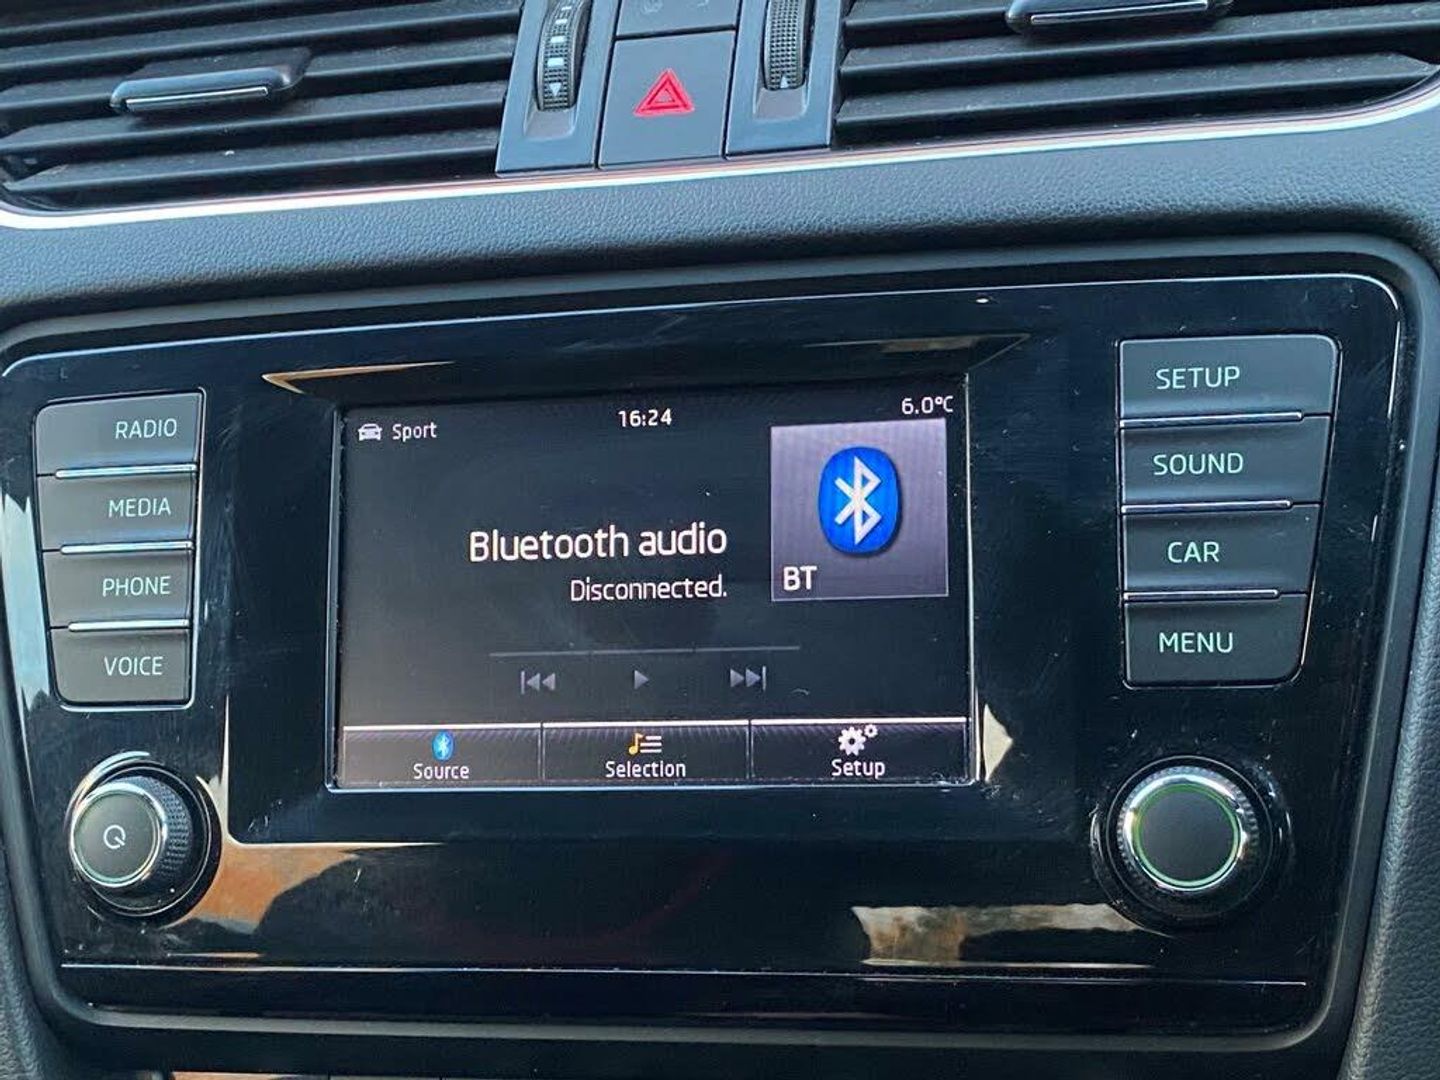 Sport
16:24
6.0°C
RADIO
MEDIA
PHONE
VOICE
Bluetooth audio
Disconnected.
BT
Source
Selection
Setup
SETUP
SOUND
CAR
MENU